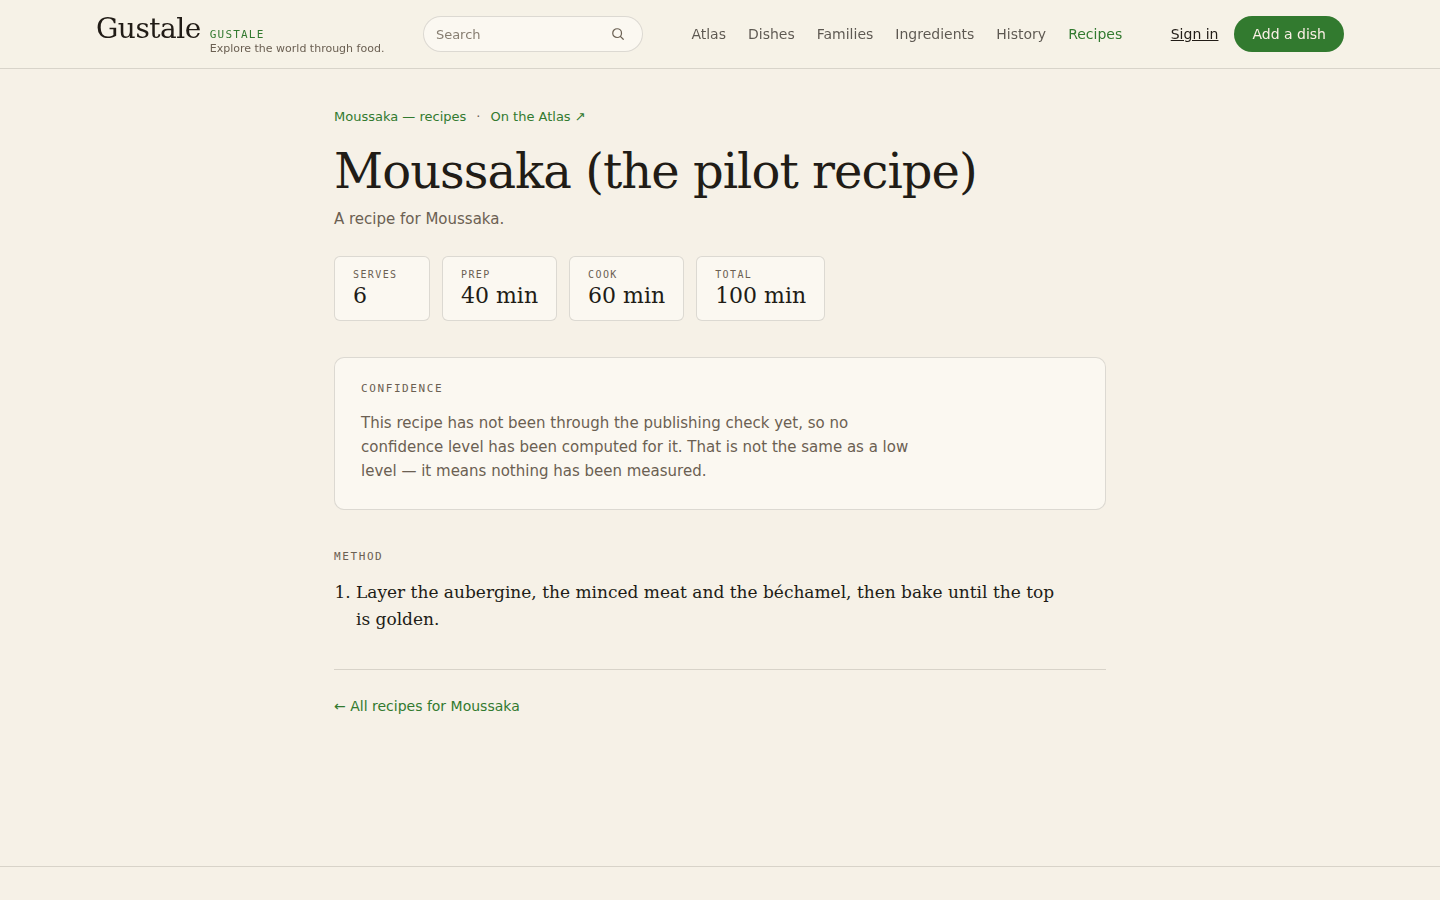 Gustale
GUSTALE
Explore the world through food.
Search
Atlas
Dishes
Families
Ingredients
History
Recipes
Sign in
Add a dish
Moussaka — recipes · On the Atlas ↗
Moussaka (the pilot recipe)
A recipe for Moussaka.
SERVES
6
PREP
40 min
COOK
60 min
TOTAL
100 min
CONFIDENCE
This recipe has not been through the publishing check yet, so no
confidence level has been computed for it. That is not the same as a low
level — it means nothing has been measured.
METHOD
1. Layer the aubergine, the minced meat and the béchamel, then bake until the top
is golden.
← All recipes for Moussaka